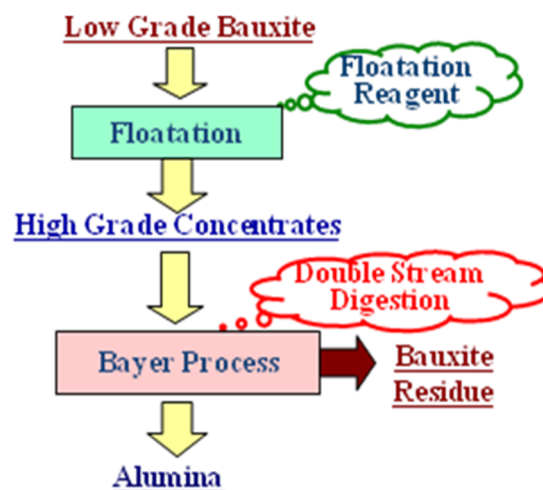 Low Grade Bauxite
Floatation
Reagent
Floatation
High Grade Concentrates
Double Stream
Digestion
Bayer Process
Bauxite
Residue
Alumina